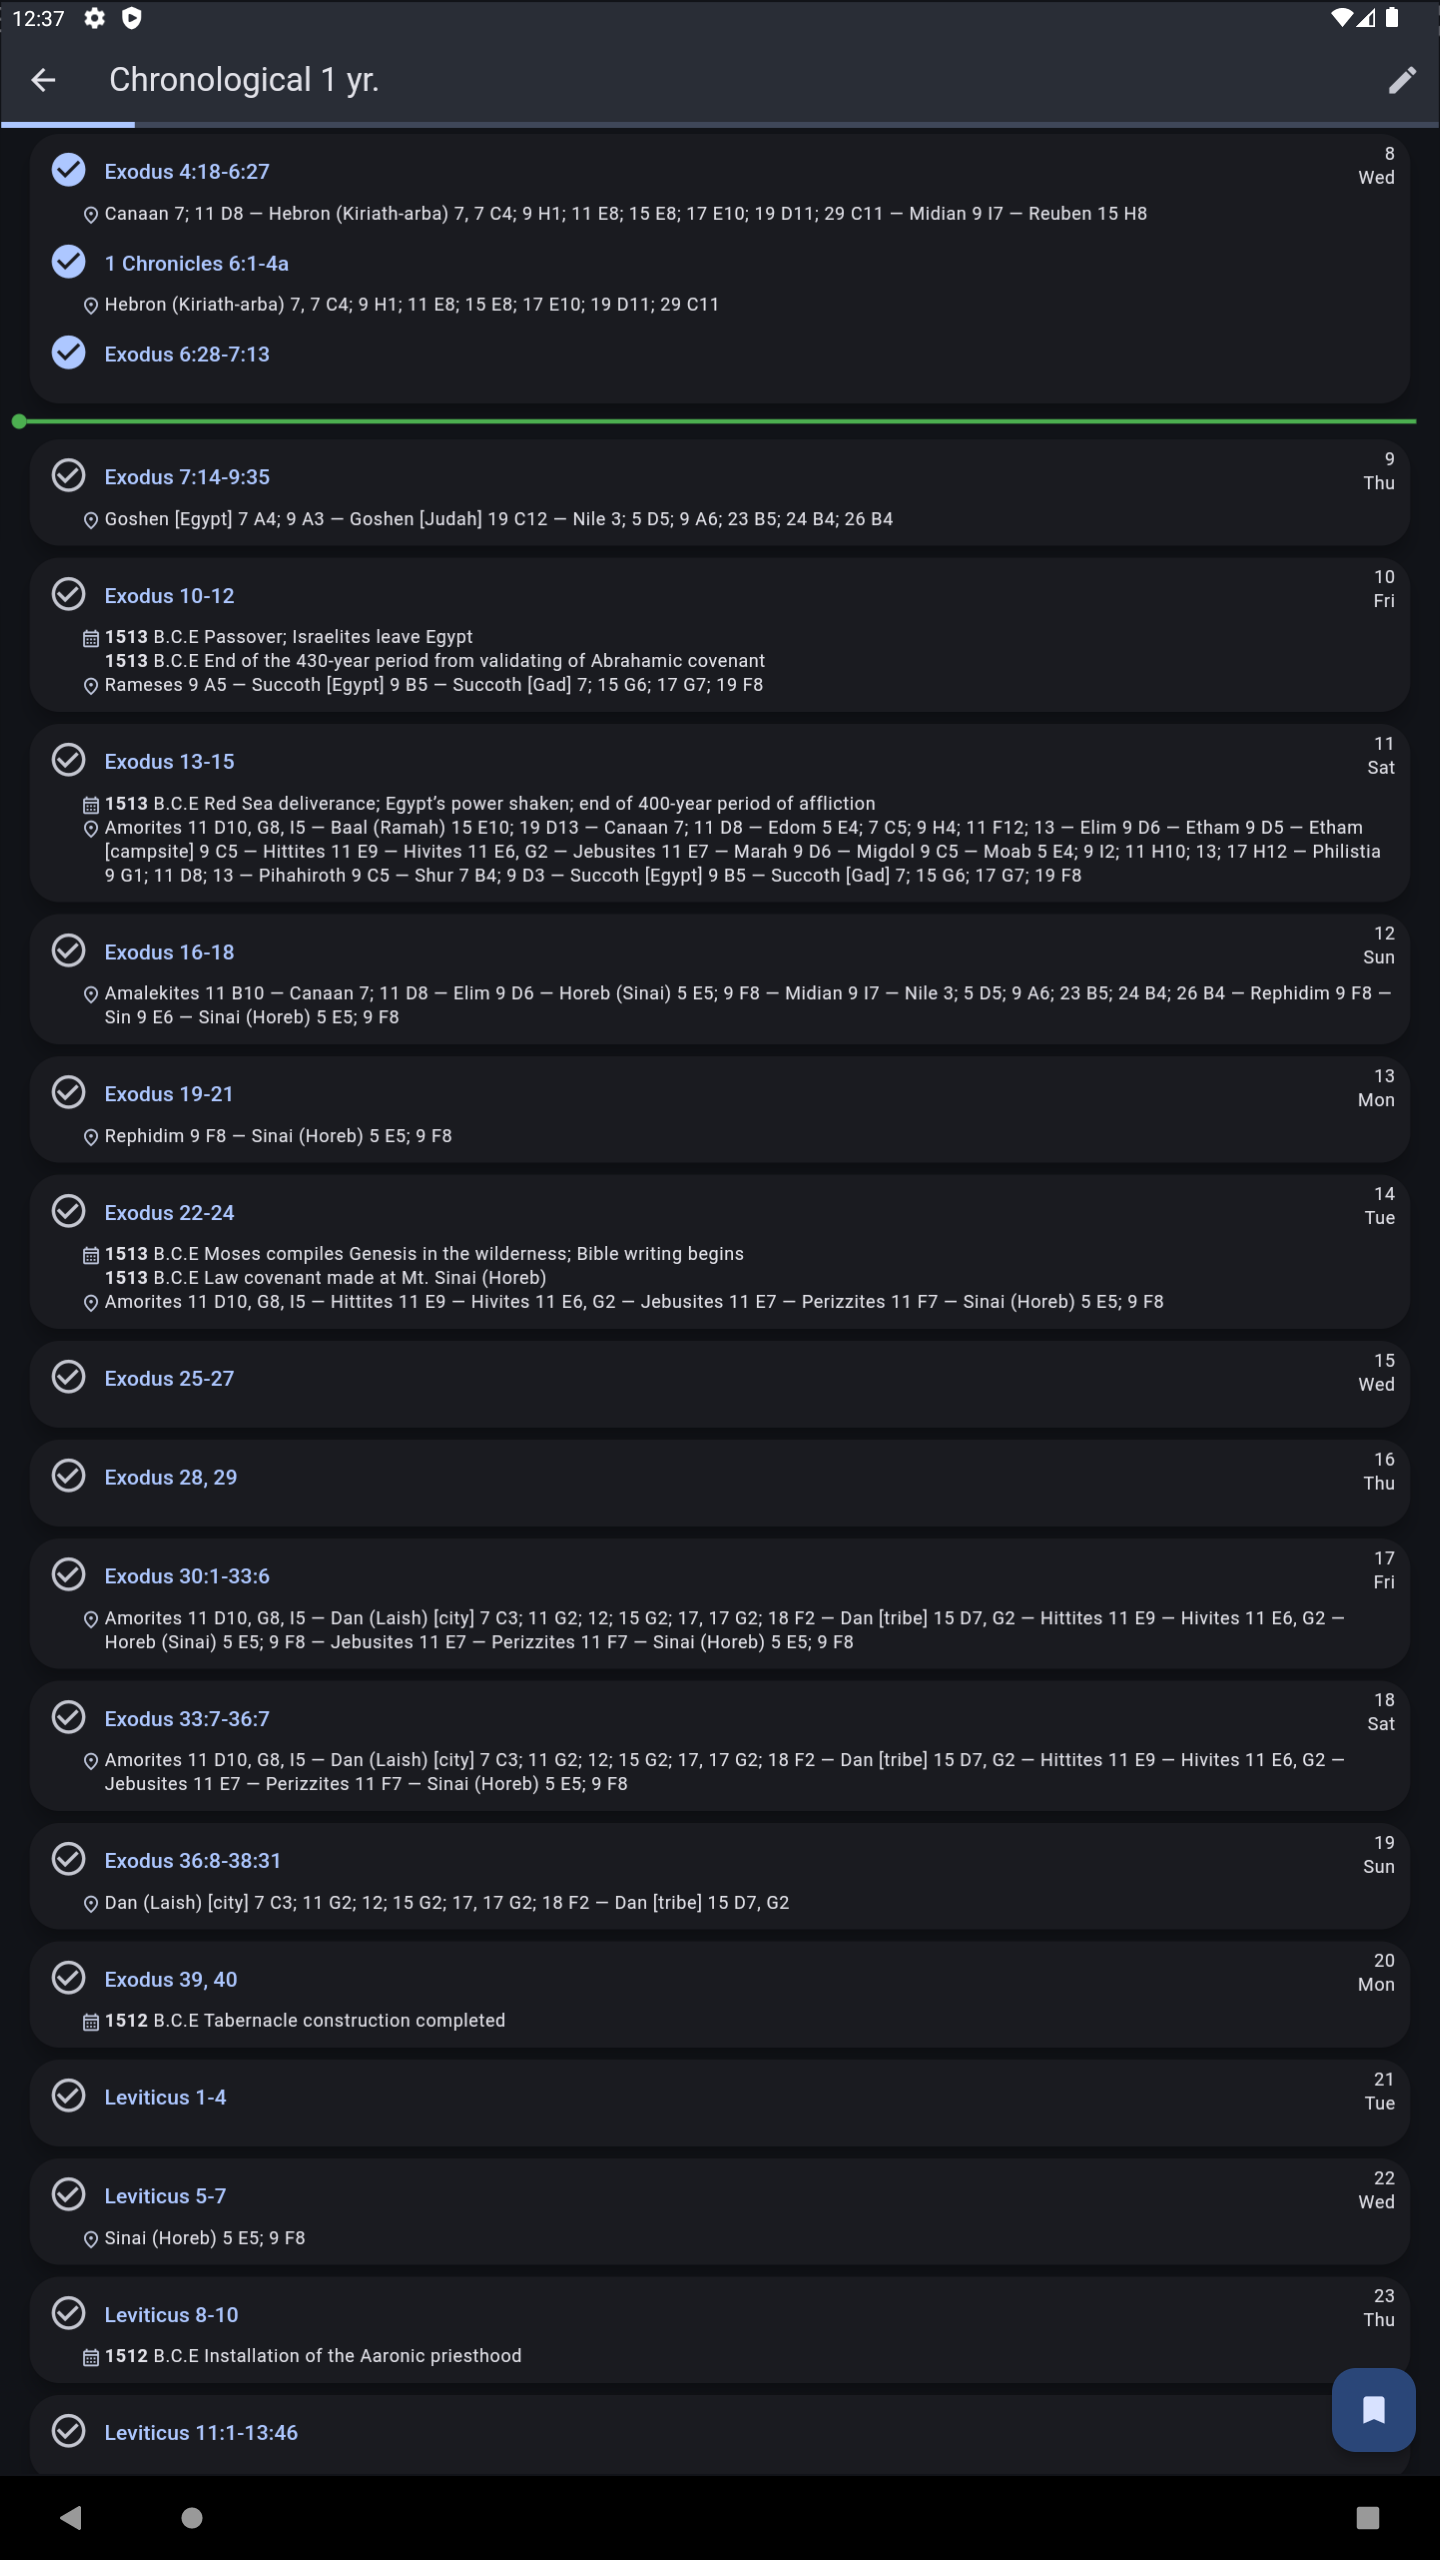 12:37
Chronological 1 yr.
Exodus 4:18-6:27
8
Wed
Canaan 7; 11 D8 — Hebron (Kiriath-arba) 7, 7 C4; 9 H1; 11 E8; 15 E8; 17 E10; 19 D11; 29 C11 — Midian 9 I7 — Reuben 15 H8
1 Chronicles 6:1-4a
Hebron (Kiriath-arba) 7, 7 C4; 9 H1; 11 E8; 15 E8; 17 E10; 19 D11; 29 C11
Exodus 6:28-7:13
Exodus 7:14-9:35
9
Thu
Goshen [Egypt] 7 A4; 9 A3 — Goshen [Judah] 19 C12 — Nile 3; 5 D5; 9 A6; 23 B5; 24 B4; 26 B4
Exodus 10-12
10
Fri
1513 B.C.E Passover; Israelites leave Egypt
1513 B.C.E End of the 430-year period from validating of Abrahamic covenant
Rameses 9 A5 — Succoth [Egypt] 9 B5 — Succoth [Gad] 7; 15 G6; 17 G7; 19 F8
Exodus 13-15
11
Sat
1513 B.C.E Red Sea deliverance; Egypt’s power shaken; end of 400-year period of affliction
Amorites 11 D10, G8, I5 — Baal (Ramah) 15 E10; 19 D13 — Canaan 7; 11 D8 — Edom 5 E4; 7 C5; 9 H4; 11 F12; 13 — Elim 9 D6 — Etham 9 D5 — Etham
[campsite] 9 C5 — Hittites 11 E9 — Hivites 11 E6, G2 — Jebusites 11 E7 — Marah 9 D6 — Migdol 9 C5 — Moab 5 E4; 9 I2; 11 H10; 13; 17 H12 — Philistia
9 G1; 11 D8; 13 — Pihahiroth 9 C5 — Shur 7 B4; 9 D3 — Succoth [Egypt] 9 B5 — Succoth [Gad] 7; 15 G6; 17 G7; 19 F8
Exodus 16-18
12
Sun
Amalekites 11 B10 — Canaan 7; 11 D8 — Elim 9 D6 — Horeb (Sinai) 5 E5; 9 F8 — Midian 9 I7 — Nile 3; 5 D5; 9 A6; 23 B5; 24 B4; 26 B4 — Rephidim 9 F8 —
Sin 9 E6 — Sinai (Horeb) 5 E5; 9 F8
Exodus 19-21
13
Mon
Rephidim 9 F8 — Sinai (Horeb) 5 E5; 9 F8
Exodus 22-24
14
Tue
1513 B.C.E Moses compiles Genesis in the wilderness; Bible writing begins
1513 B.C.E Law covenant made at Mt. Sinai (Horeb)
Amorites 11 D10, G8, I5 — Hittites 11 E9 — Hivites 11 E6, G2 — Jebusites 11 E7 — Perizzites 11 F7 — Sinai (Horeb) 5 E5; 9 F8
Exodus 25-27
15
Wed
Exodus 28, 29
16
Thu
Exodus 30:1-33:6
17
Fri
Amorites 11 D10, G8, I5 — Dan (Laish) [city] 7 C3; 11 G2; 12; 15 G2; 17, 17 G2; 18 F2 — Dan [tribe] 15 D7, G2 — Hittites 11 E9 — Hivites 11 E6, G2 —
Horeb (Sinai) 5 E5; 9 F8 — Jebusites 11 E7 — Perizzites 11 F7 — Sinai (Horeb) 5 E5; 9 F8
Exodus 33:7-36:7
18
Sat
Amorites 11 D10, G8, I5 — Dan (Laish) [city] 7 C3; 11 G2; 12; 15 G2; 17, 17 G2; 18 F2 — Dan [tribe] 15 D7, G2 — Hittites 11 E9 — Hivites 11 E6, G2 —
Jebusites 11 E7 — Perizzites 11 F7 — Sinai (Horeb) 5 E5; 9 F8
Exodus 36:8-38:31
19
Sun
Dan (Laish) [city] 7 C3; 11 G2; 12; 15 G2; 17, 17 G2; 18 F2 — Dan [tribe] 15 D7, G2
Exodus 39, 40
20
Mon
1512 B.C.E Tabernacle construction completed
Leviticus 1-4
21
Tue
Leviticus 5-7
22
Wed
Sinai (Horeb) 5 E5; 9 F8
Leviticus 8-10
23
Thu
1512 B.C.E Installation of the Aaronic priesthood
Leviticus 11:1-13:46